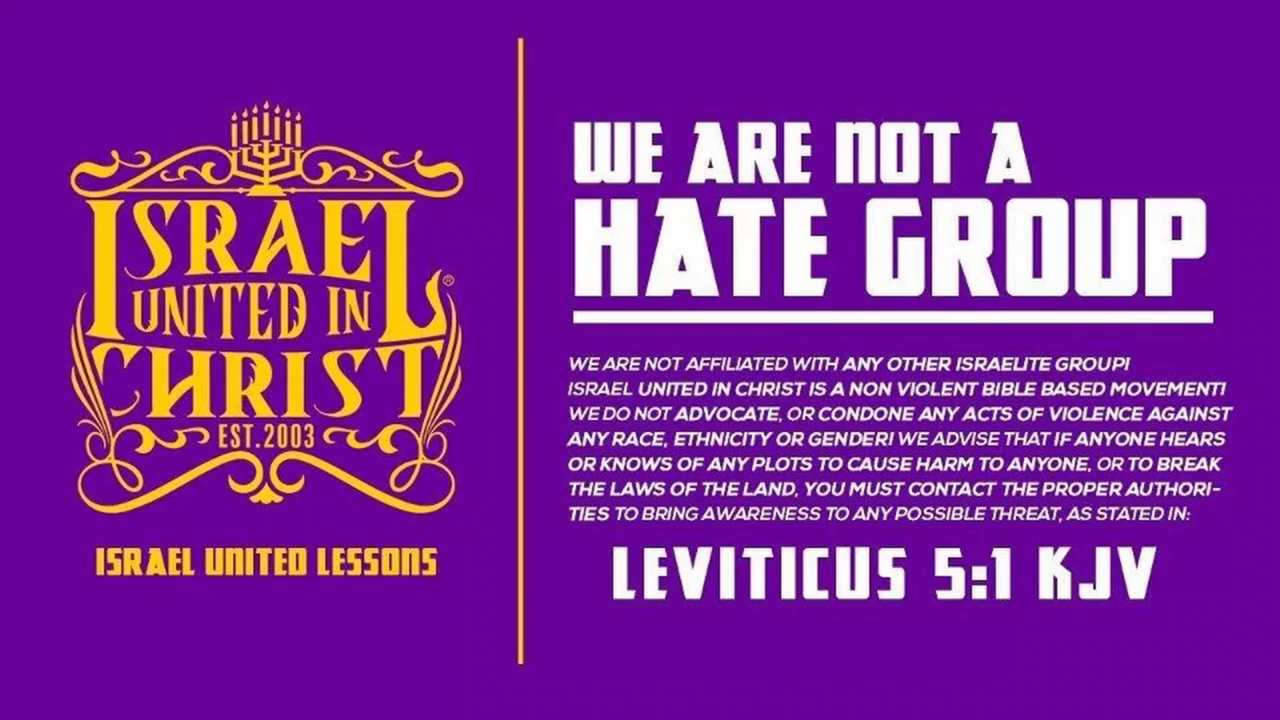 ISRAEL
UNITED IN
CHRIST
EST.2003
ISRAEL UNITED LESSONS
WE ARE NOT A
HATE GROUP
WE ARE NOT AFFILIATED WITH ANY OTHER ISRAELITE GROUP!
ISRAEL UNITED IN CHRIST IS A NON VIOLENT BIBLE BASED MOVEMENT!
WE DO NOT ADVOCATE, OR CONDONE ANY ACTS OF VIOLENCE AGAINST
ANY RACE, ETHNICITY OR GENDER! WE ADVISE THAT IF ANYONE HEARS
OR KNOWS OF ANY PLOTS TO CAUSE HARM TO ANYONE, OR TO BREAK
THE LAWS OF THE LAND, YOU MUST CONTACT THE PROPER AUTHORI-
TIES TO BRING AWARENESS TO ANY POSSIBLE THREAT, AS STATED IN:
LEVITICUS 5:1 KJV